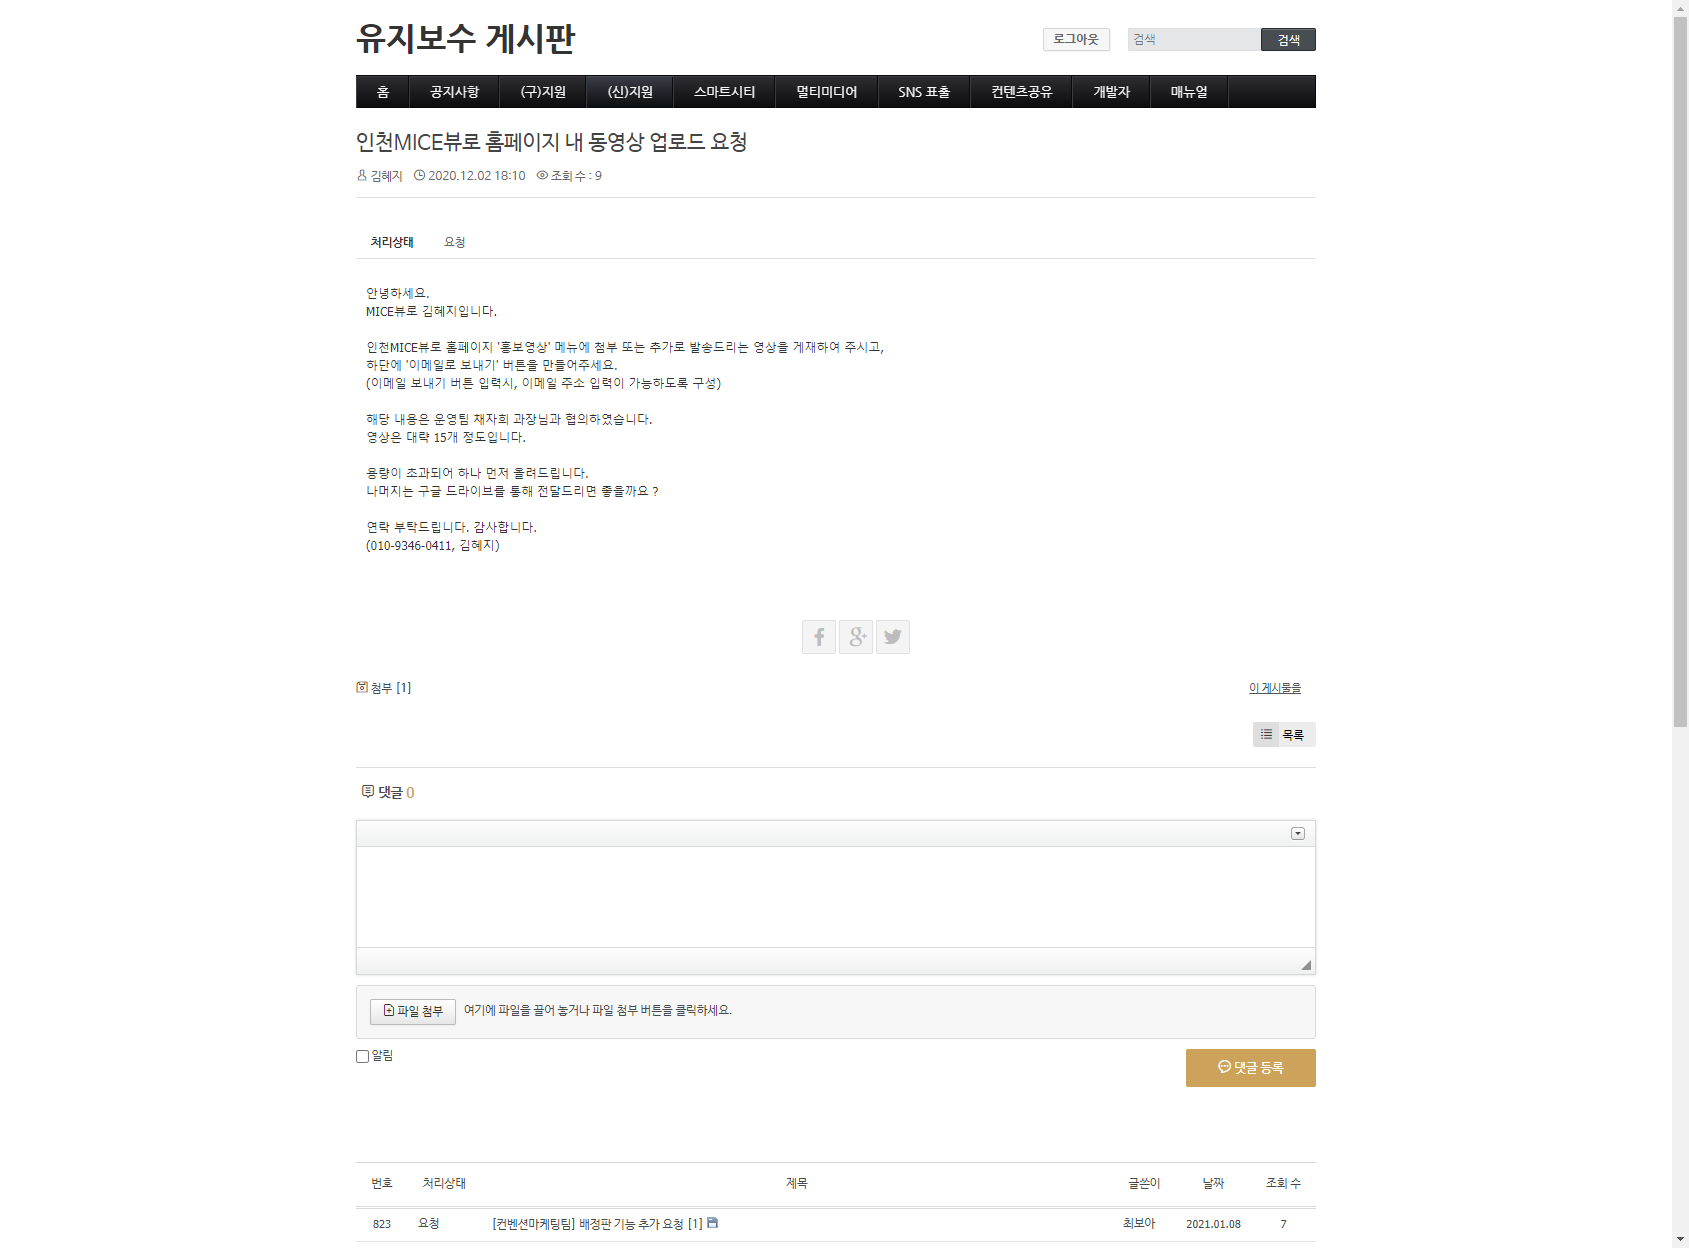 유지보수 게시판
로그아웃 검색 검색
홈 공지사항 (구)지원 (신)지원 스마트시티 멀티미디어 SNS 표출 컨텐츠공유 개발자 매뉴얼
인천MICE뷰로 홈페이지 내 동영상 업로드 요청
김혜지 2020.12.02 18:10 조회 수 : 9
처리상태 요청
안녕하세요.
MICE뷰로 김혜지입니다.
인천MICE뷰로 홈페이지 '홍보영상' 메뉴에 첨부 또는 추가로 발송드리는 영상을 게재하여 주시고,
하단에 '이메일로 보내기' 버튼을 만들어주세요.
(이메일 보내기 버튼 입력시, 이메일 주소 입력이 가능하도록 구성)
해당 내용은 운영팀 채자희 과장님과 협의하였습니다.
영상은 대략 15개 정도입니다.
용량이 초과되어 하나 먼저 올려드립니다.
나머지는 구글 드라이브를 통해 전달드리면 좋을까요 ?
연락 부탁드립니다. 감사합니다.
(010-9346-0411, 김혜지)
첨부 [1] 이 게시물을
목록
댓글 0
파일 첨부 여기에 파일을 끌어 놓거나 파일 첨부 버튼을 클릭하세요.
알림 댓글 등록
번호 처리상태 제목 글쓴이 날짜 조회 수
823 요청 [컨벤션마케팅팀] 배정판 기능 추가 요청 [1] 최보아 2021.01.08 7